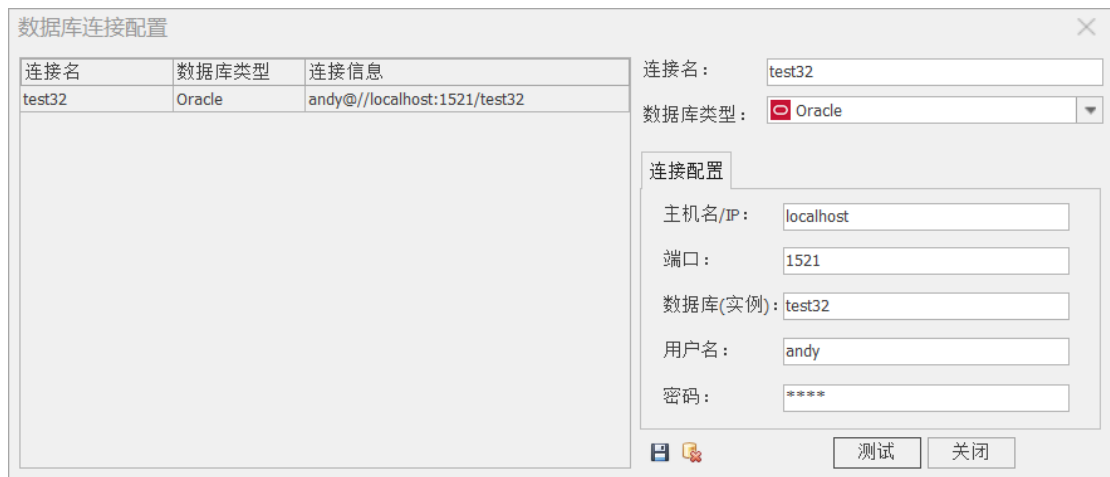 数据库连接配置
连接名 数据库类型 连接信息
test32 Oracle andy@//localhost:1521/test32
连接名： test32
数据库类型： Oracle
连接配置
主机名/IP： localhost
端口： 1521
数据库(实例)： test32
用户名： andy
密码： ****
测试 关闭